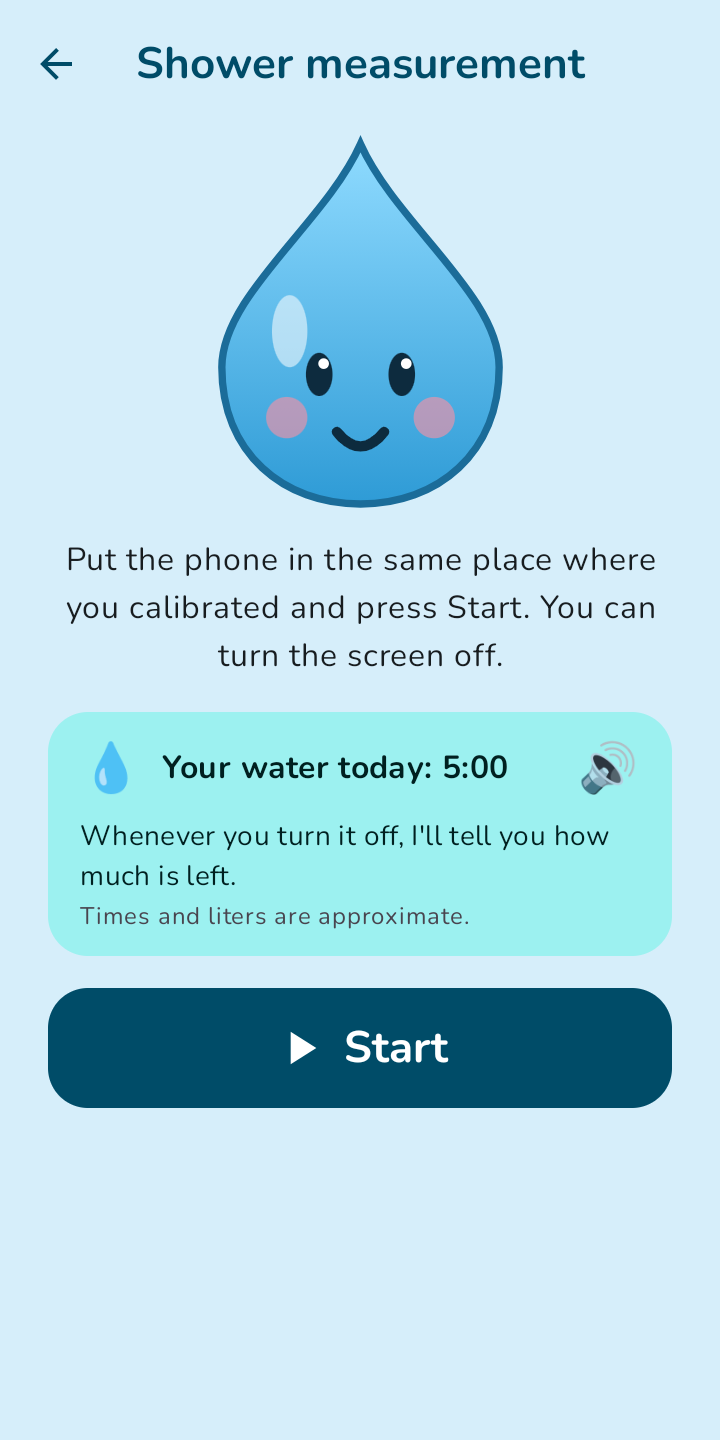 Shower measurement
Put the phone in the same place where
you calibrated and press Start. You can
turn the screen off.
Your water today: 5:00
Whenever you turn it off, I'll tell you how
much is left.
Times and liters are approximate.
Start